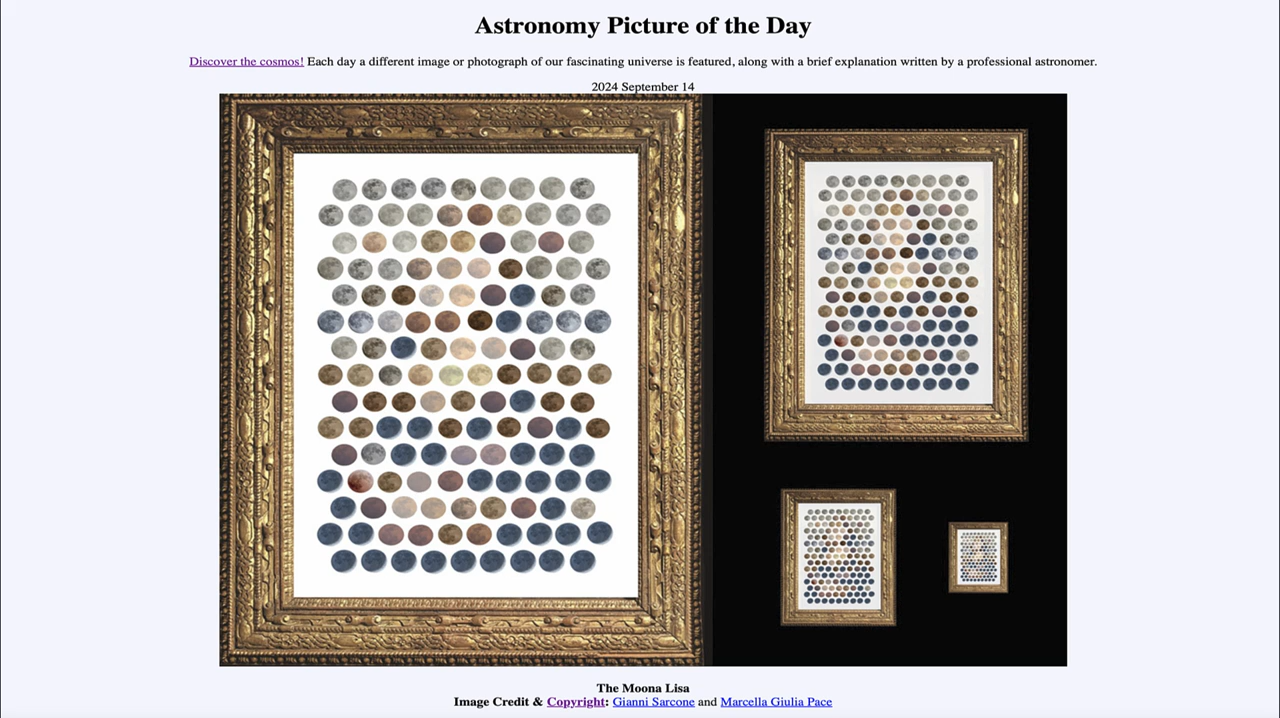 Astronomy Picture of the Day
Discover the cosmos! Each day a different image or photograph of our fascinating universe is featured, along with a brief explanation written by a professional astronomer.
2024 September 14
The Moona Lisa
Image Credit & Copyright: Gianni Sarcone and Marcella Giulia Pace